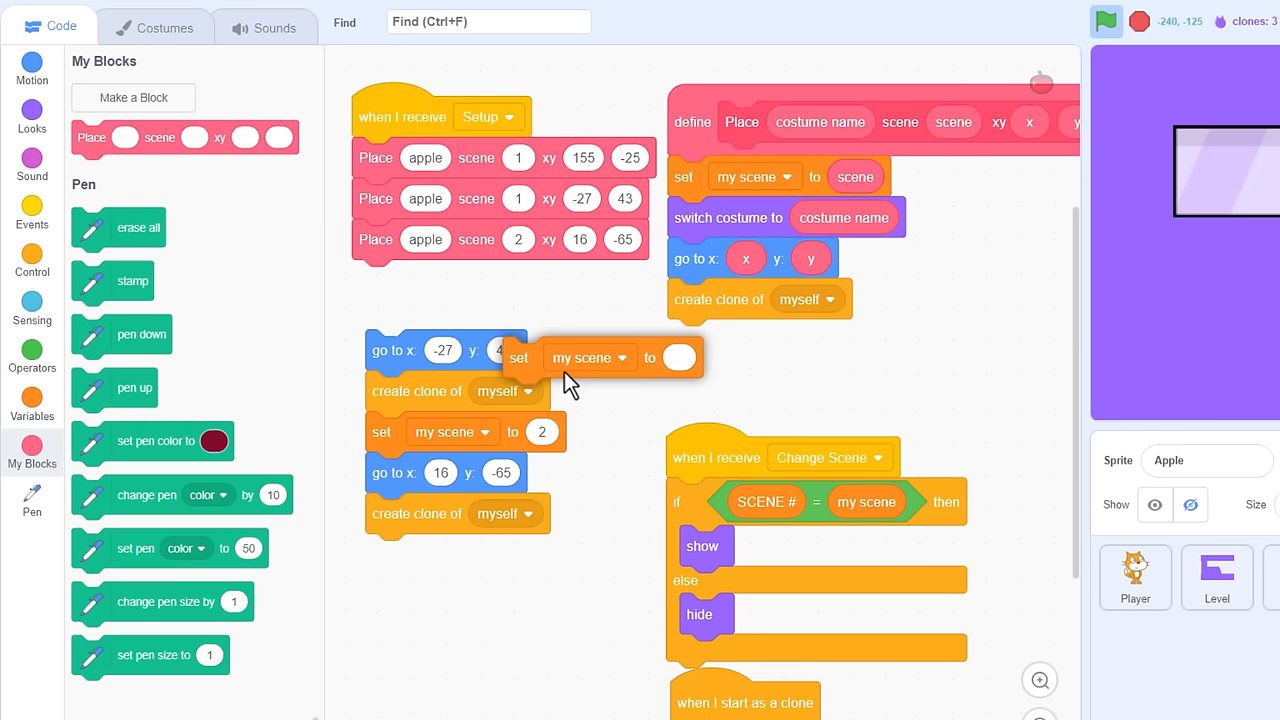 Code
Costumes
Sounds
Find
Find (Ctrl+F)
-240, -125
clones: 3
Motion
Looks
Sound
Events
Control
Sensing
Operators
Variables
My Blocks
Pen
My Blocks
Make a Block
Place scene xy
Pen
erase all
stamp
pen down
pen up
set pen color to
change pen color by 10
set pen color to 50
change pen size by 1
set pen size to 1
when I receive Setup
Place apple scene 1 xy 155 -25
Place apple scene 1 xy -27 43
Place apple scene 2 xy 16 -65
go to x: -27 y: 4
set my scene to
create clone of myself
set my scene to 2
go to x: 16 y: -65
create clone of myself
define Place costume name scene scene xy x y
set my scene to scene
switch costume to costume name
go to x: x y: y
create clone of myself
when I receive Change Scene
if SCENE # = my scene then
show
else
hide
when I start as a clone
Sprite Apple
Show
Size
Player
Level